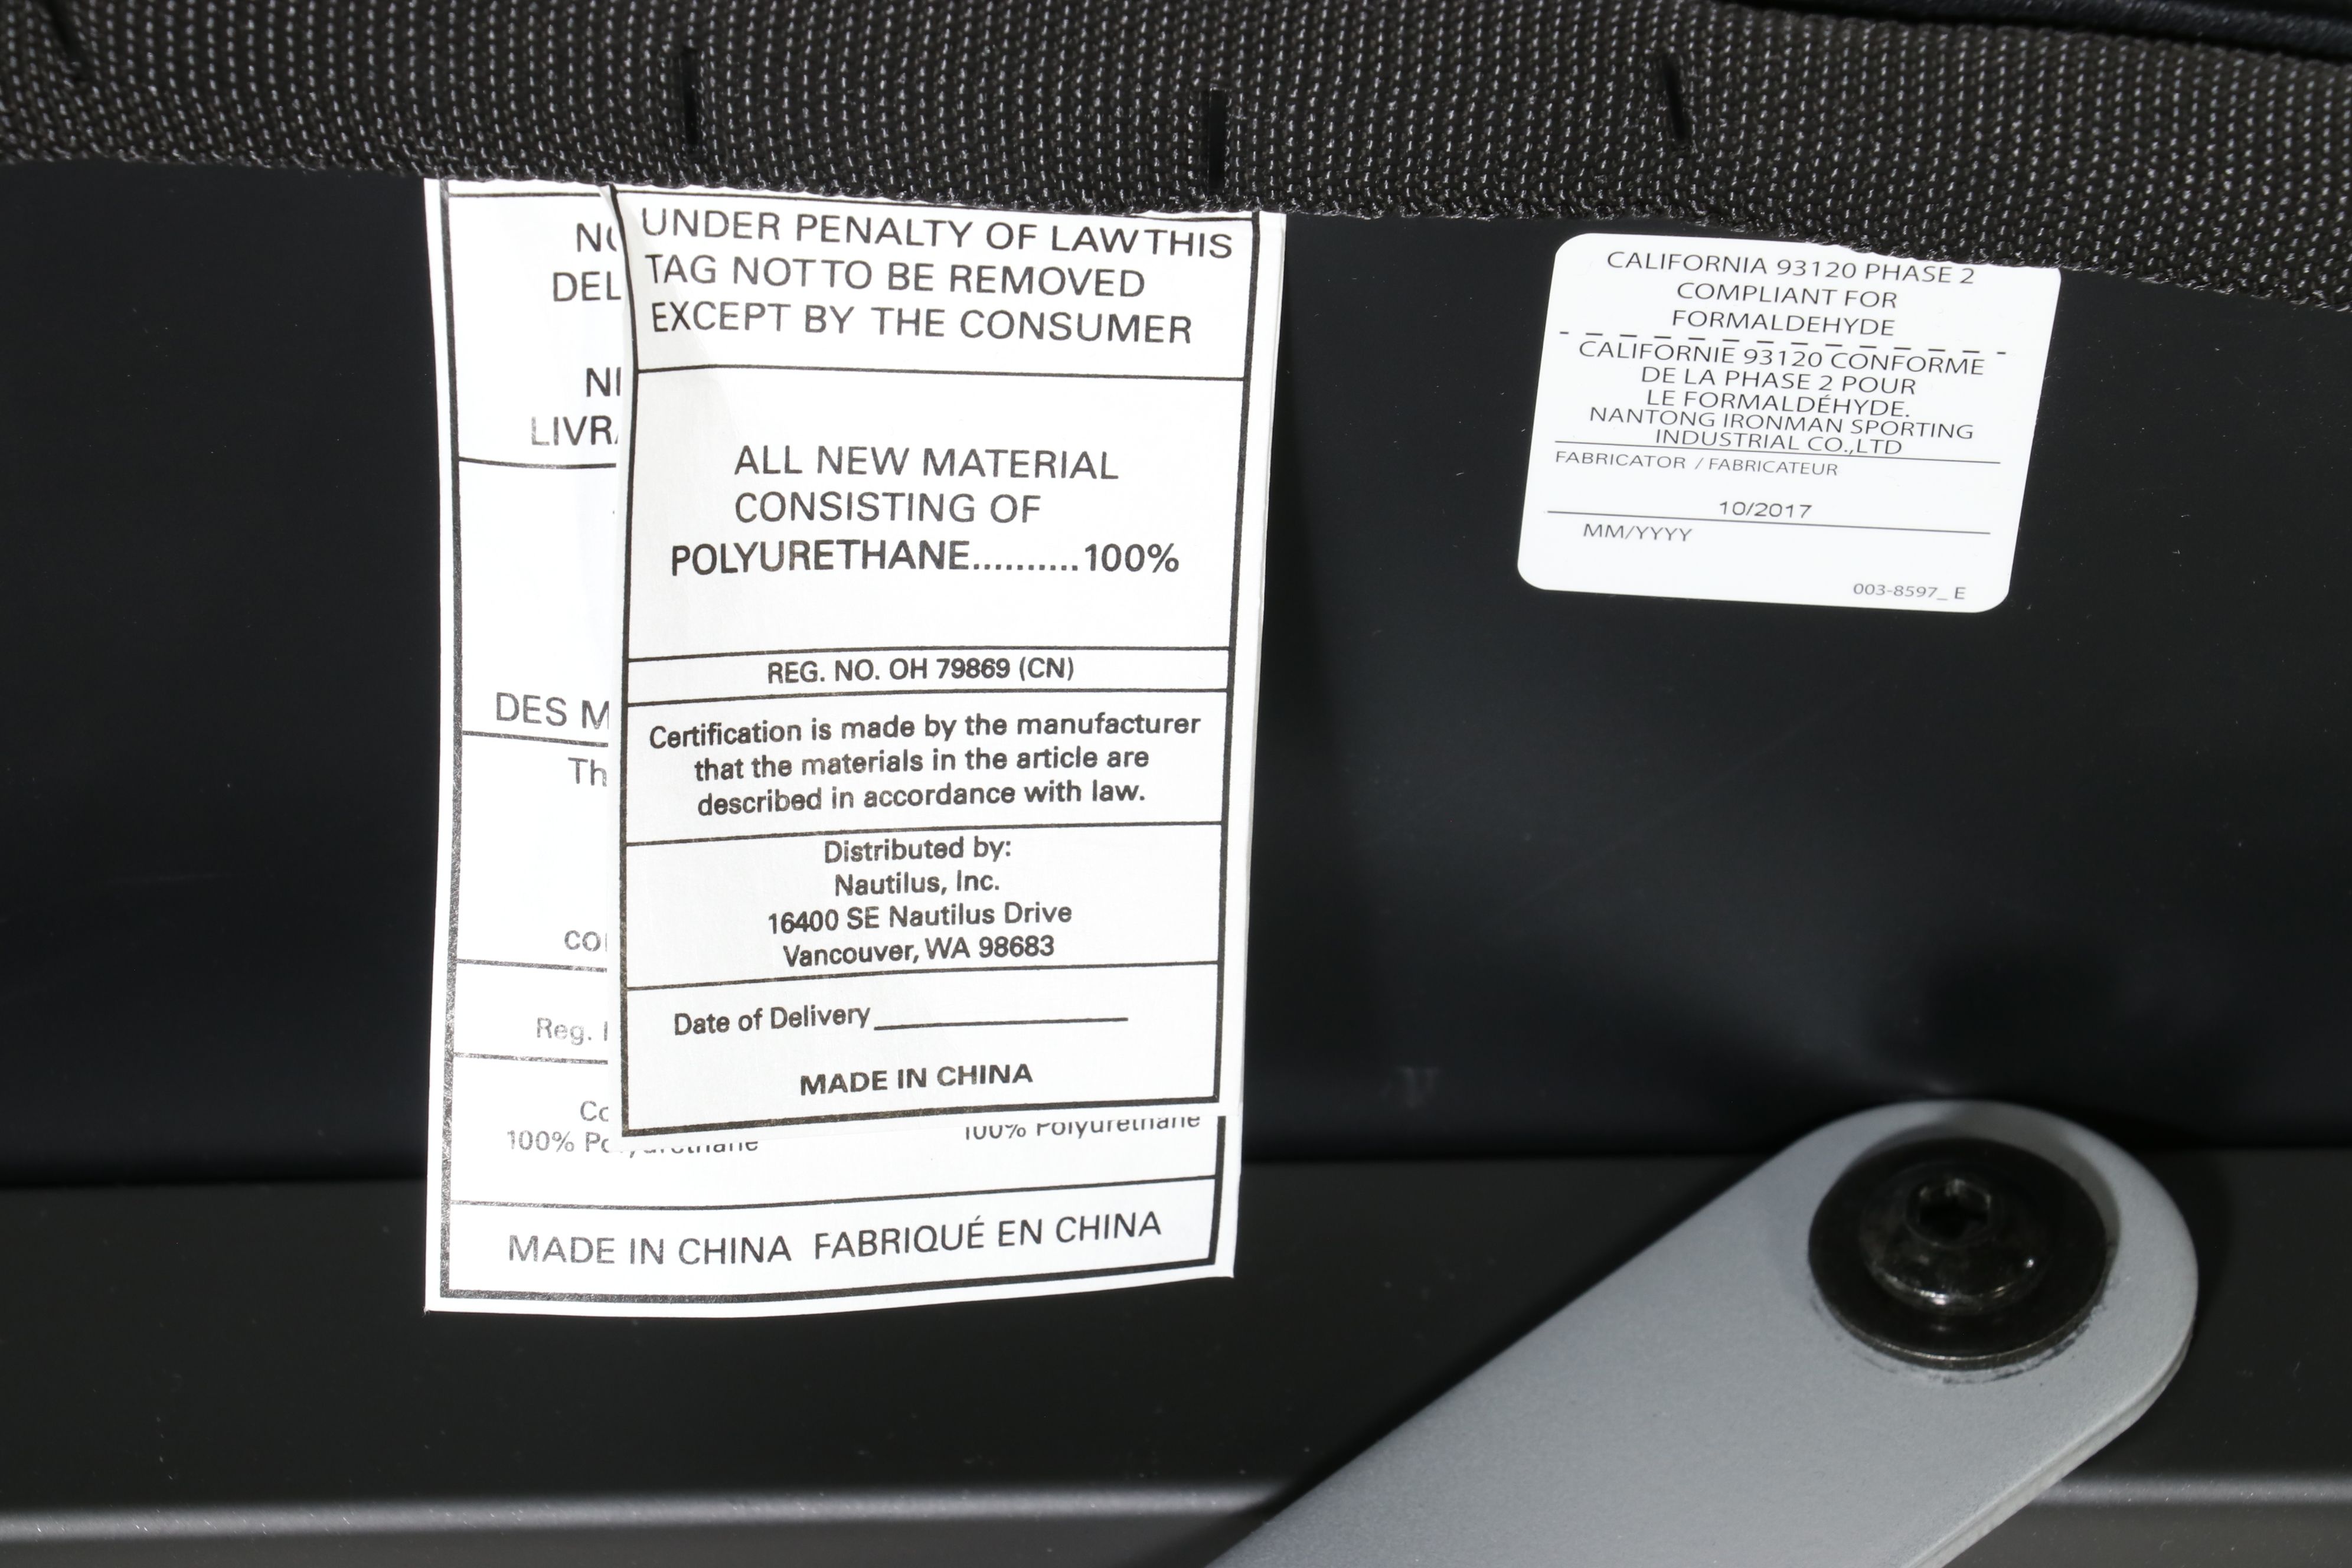 UNDER PENALTY OF LAW THIS
TAG NOT TO BE REMOVED
EXCEPT BY THE CONSUMER
ALL NEW MATERIAL
CONSISTING OF
POLYURETHANE..........100%
REG. NO. OH 79869 (CN)
Certification is made by the manufacturer
that the materials in the article are
described in accordance with law.
Distributed by:
Nautilus, Inc.
16400 SE Nautilus Drive
Vancouver, WA 98683
Date of Delivery
MADE IN CHINA
DES
Reg.
100% 100% Polyurethane
MADE IN CHINA FABRIQUÉ EN CHINA
CALIFORNIA 93120 PHASE 2
COMPLIANT FOR
FORMALDEHYDE
CALIFORNIE 93120 CONFORME
DE LA PHASE 2 POUR
LE FORMALDÉHYDE.
NANTONG IRONMAN SPORTING
INDUSTRIAL CO.,LTD
FABRICATOR / FABRICATEUR
10/2017
MM/YYYY
003-8597_ E